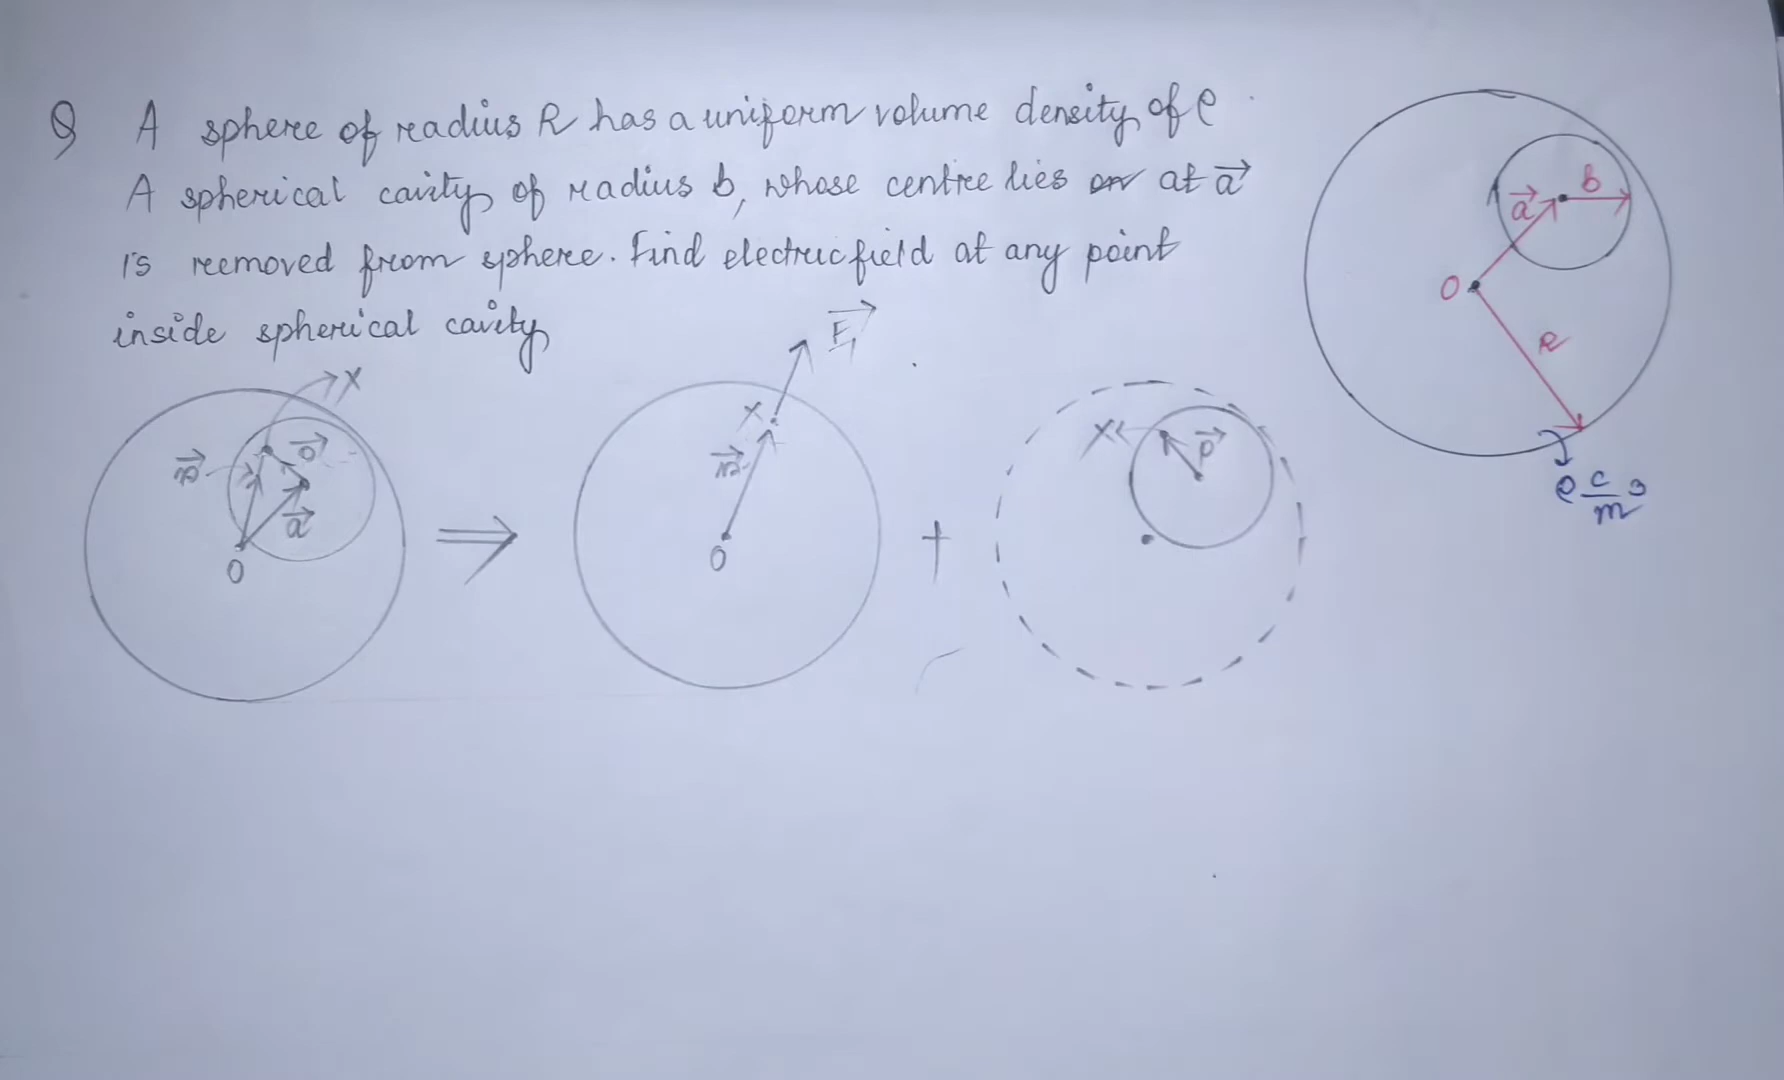 Q A sphere of radius R has a uniform volume density of ρ
A spherical cavity of radius b, whose centre lies on at a⃗
is removed from sphere. Find electric field at any point
inside spherical cavity
a⃗ b
O
R
ρ C/m³
X
r⃗ p⃗
a⃗
O
⇒
E⃗₁
X
r⃗
O
+
X p⃗